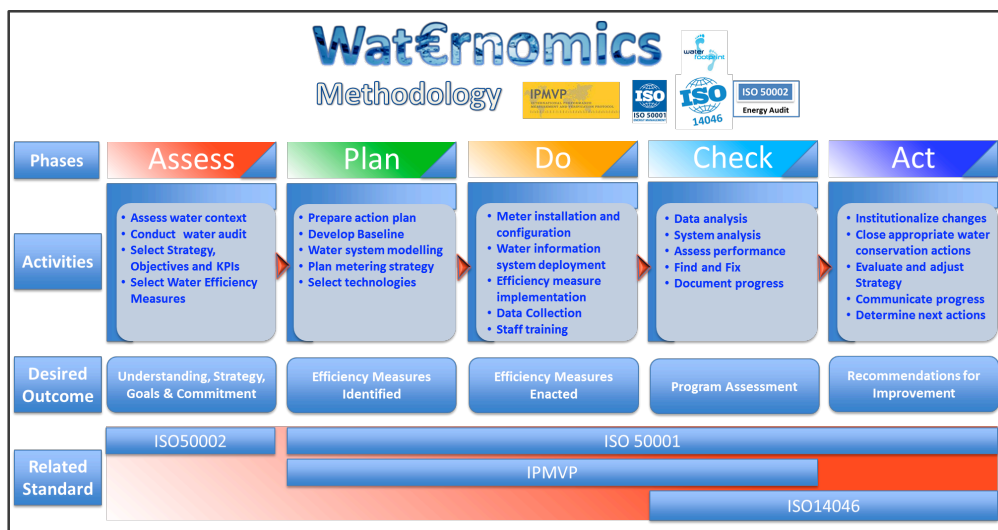 Wat€rnomics
water
footprint
Methodology
IPMVP
ISO
ISO 50001
ISO
14046
ISO 50002
Energy Audit
Phases
Assess
Plan
Do
Check
Act
Activities
• Assess water context
• Conduct water audit
• Select Strategy,
Objectives and KPIs
• Select Water Efficiency
Measures
• Prepare action plan
• Develop Baseline
• Water system modelling
• Plan metering strategy
• Select technologies
• Meter installation and
configuration
• Water information
system deployment
• Efficiency measure
implementation
• Data Collection
• Staff training
• Data analysis
• System analysis
• Assess performance
• Find and Fix
• Document progress
• Institutionalize changes
• Close appropriate water
conservation actions
• Evaluate and adjust
Strategy
• Communicate progress
• Determine next actions
Desired
Outcome
Understanding, Strategy,
Goals & Commitment
Efficiency Measures
Identified
Efficiency Measures
Enacted
Program Assessment
Recommendations for
Improvement
Related
Standard
ISO50002
ISO 50001
IPMVP
ISO14046